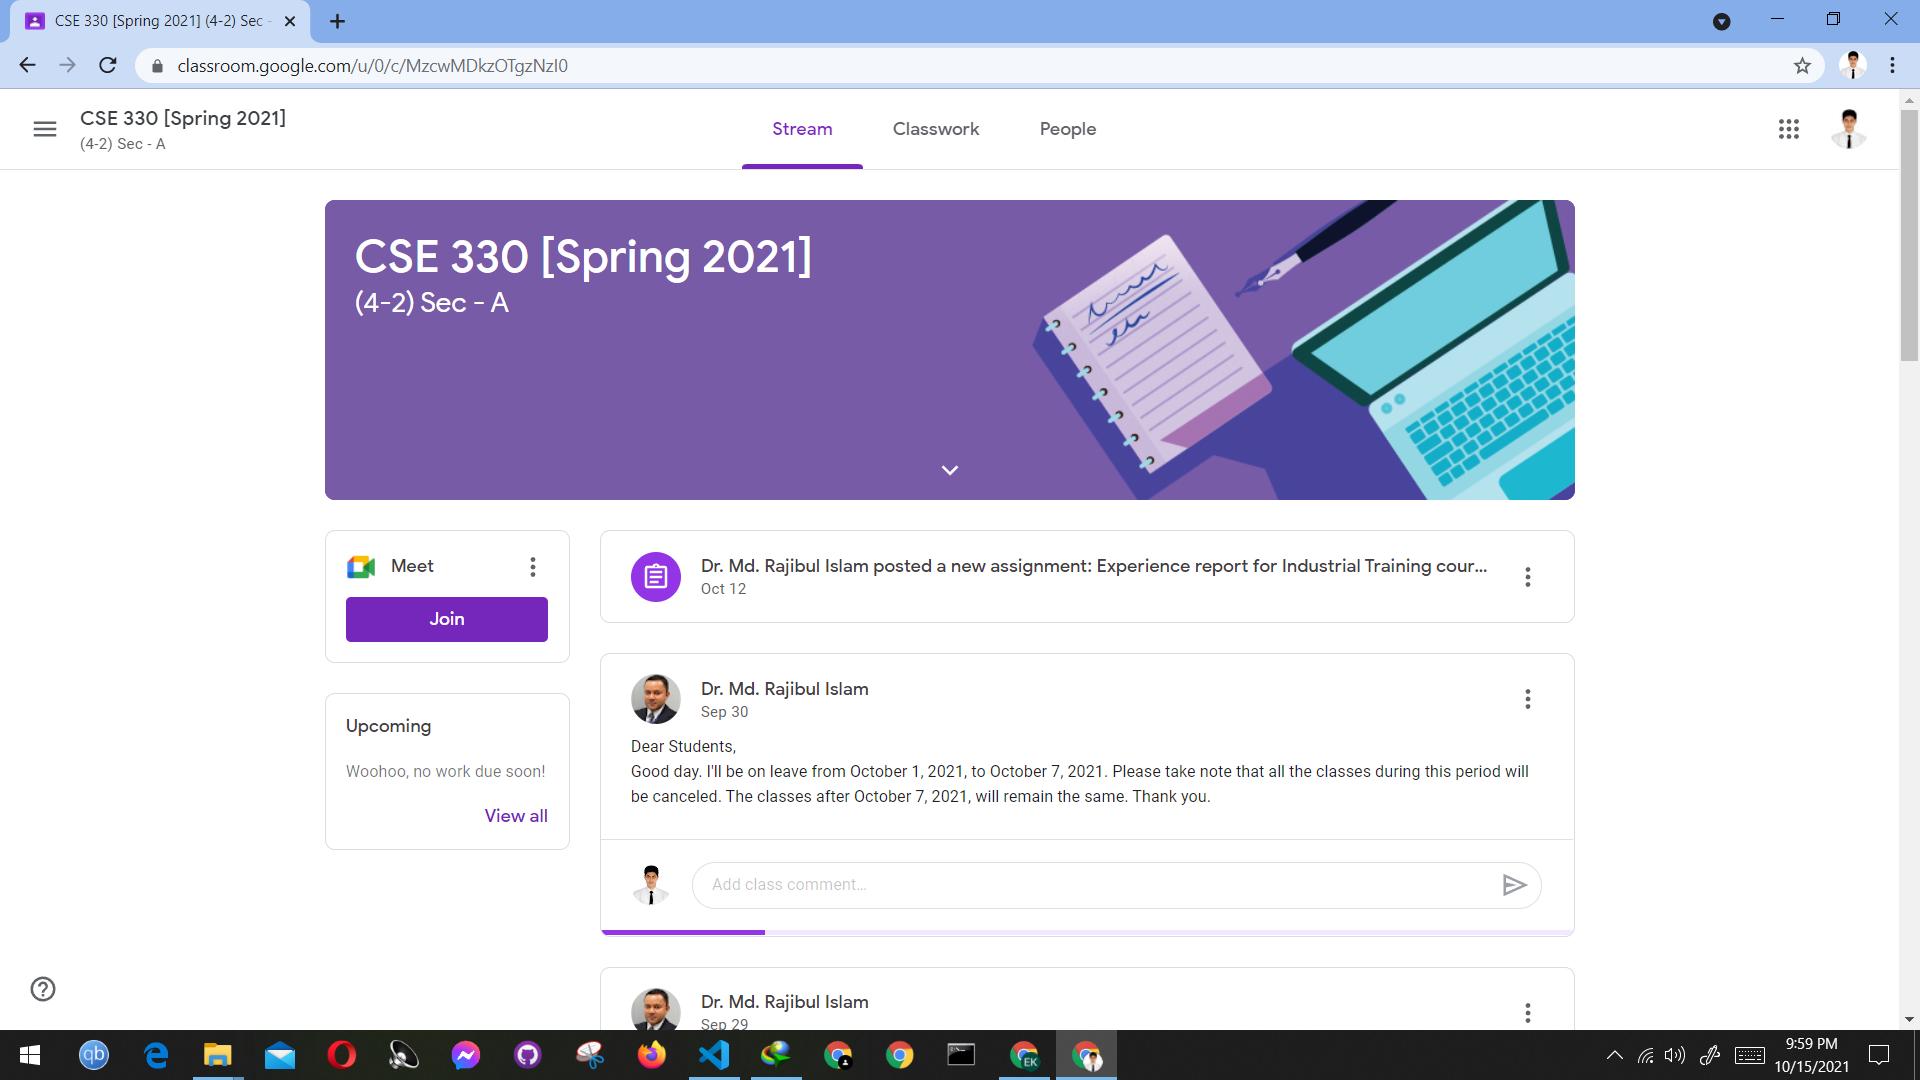 CSE 330 [Spring 2021] (4-2) Sec -
classroom.google.com/u/0/c/MzcwMDkzOTgzNzI0
CSE 330 [Spring 2021]
(4-2) Sec - A
Stream
Classwork
People
CSE 330 [Spring 2021]
(4-2) Sec - A
Meet
Join
Upcoming
Woohoo, no work due soon!
View all
Dr. Md. Rajibul Islam posted a new assignment: Experience report for Industrial Training cour...
Oct 12
Dr. Md. Rajibul Islam
Sep 30
Dear Students,
Good day. I'll be on leave from October 1, 2021, to October 7, 2021. Please take note that all the classes during this period will
be canceled. The classes after October 7, 2021, will remain the same. Thank you.
Add class comment...
Dr. Md. Rajibul Islam
Sep 29
qb
EK
9:59 PM
10/15/2021